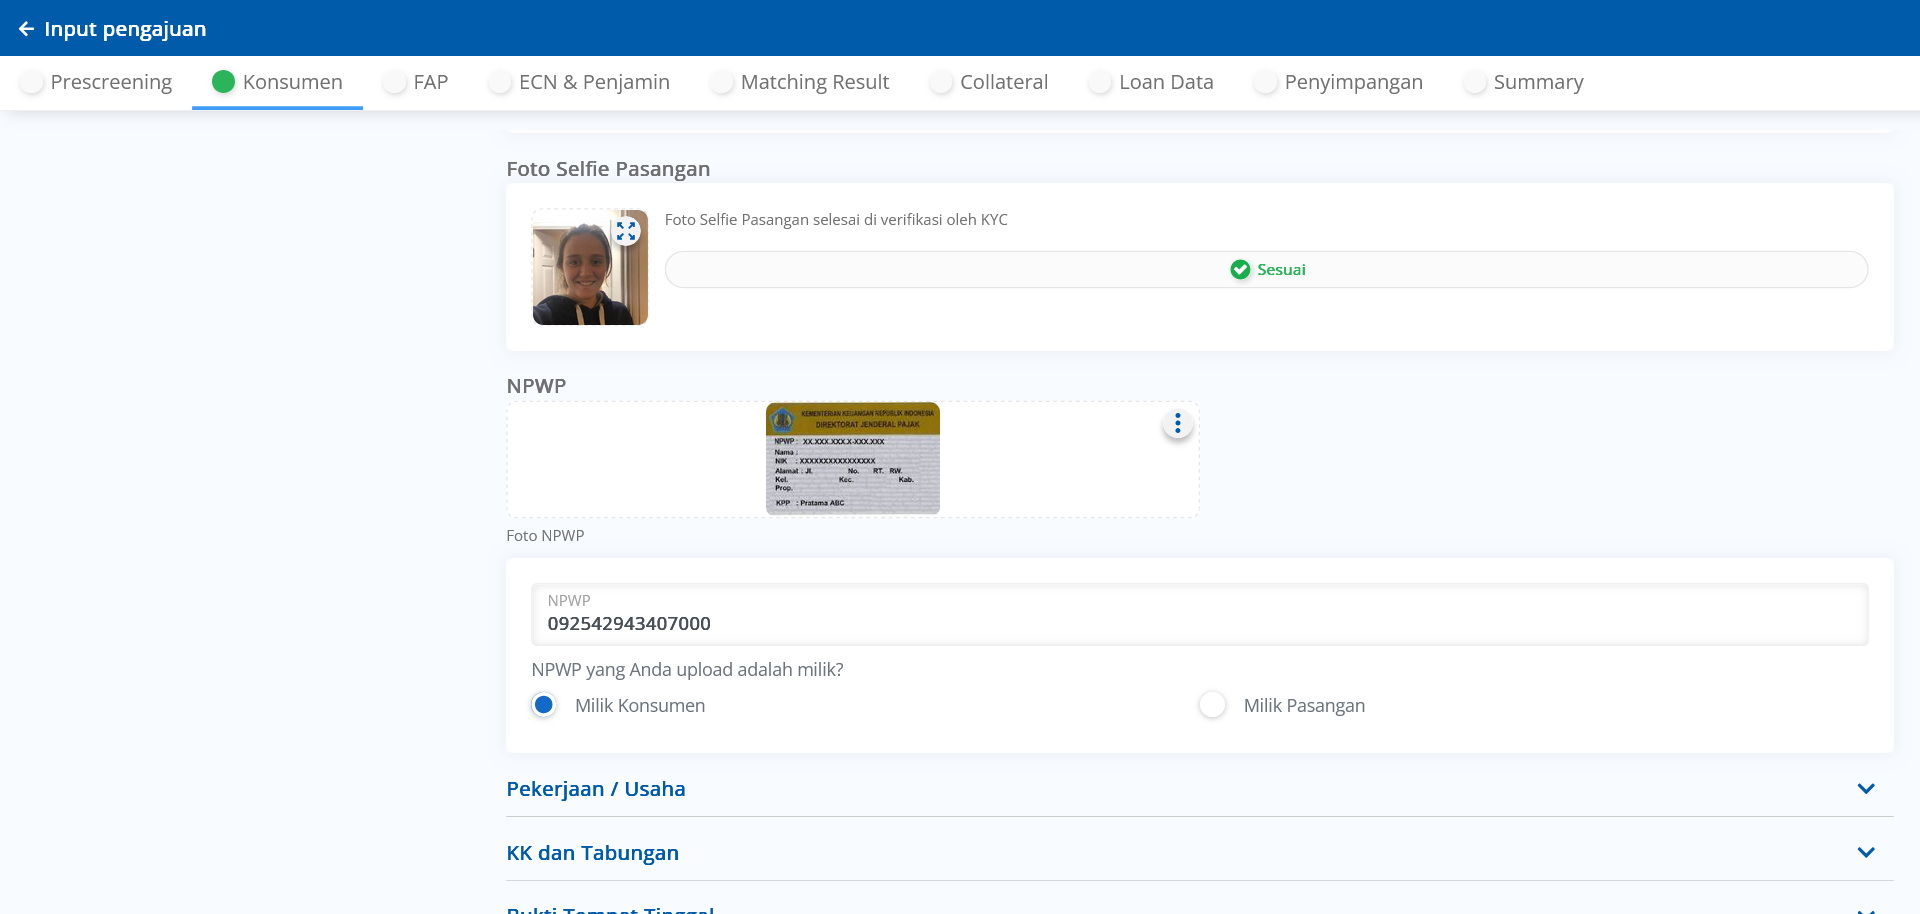 Input pengajuan
Prescreening
Konsumen
FAP
ECN & Penjamin
Matching Result
Collateral
Loan Data
Penyimpangan
Summary
Foto Selfie Pasangan
Foto Selfie Pasangan selesai di verifikasi oleh KYC
Sesuai
NPWP
KEMENTERIAN KEUANGAN REPUBLIK INDONESIA
DIREKTORAT JENDERAL PAJAK
NPWP : XX.XXX.XXX.X-XXX.XXX
Nama :
NIK : XXXXXXXXXXXXXXXX
Alamat : Jl. No. RT. RW.
Kel. Kec. Kab.
Prop.
KPP : Pratama ABC
Foto NPWP
NPWP
092542943407000
NPWP yang Anda upload adalah milik?
Milik Konsumen
Milik Pasangan
Pekerjaan / Usaha
KK dan Tabungan
Bukti Tempat Tinggal